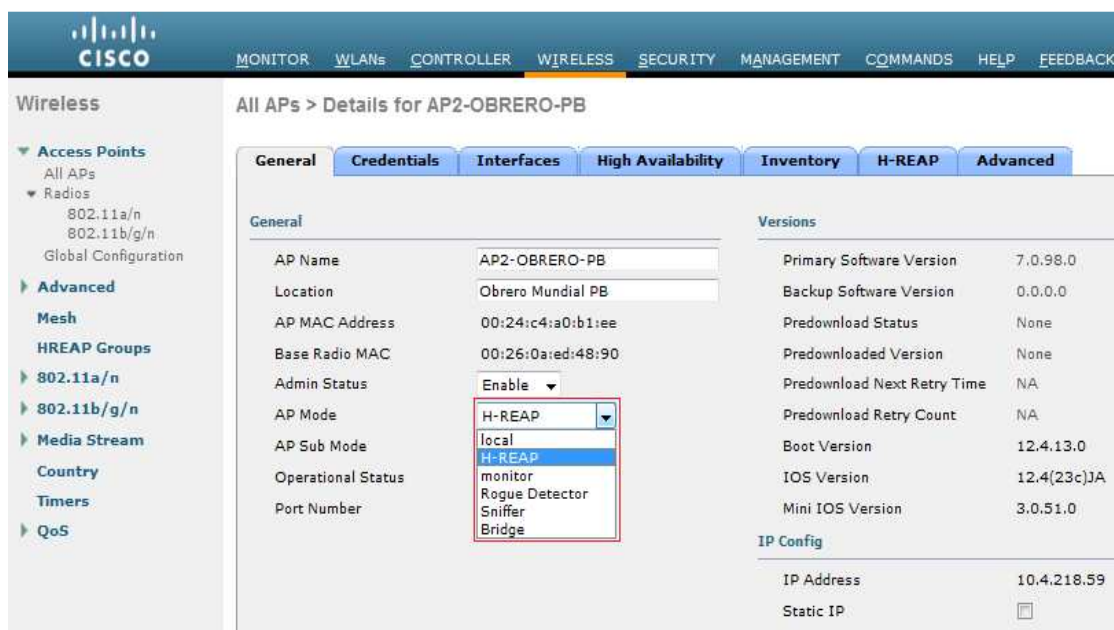 CISCO
MONITOR WLANs CONTROLLER WIRELESS SECURITY MANAGEMENT COMMANDS HELP FEEDBACK
Wireless
Access Points
All APs
Radios
802.11a/n
802.11b/g/n
Global Configuration
Advanced
Mesh
HREAP Groups
802.11a/n
802.11b/g/n
Media Stream
Country
Timers
QoS
All APs > Details for AP2-OBRERO-PB
General Credentials Interfaces High Availability Inventory H-REAP Advanced
General
AP Name AP2-OBRERO-PB
Location Obrero Mundial PB
AP MAC Address 00:24:c4:a0:b1:ee
Base Radio MAC 00:26:0a:ed:48:90
Admin Status Enable
AP Mode H-REAP
AP Sub Mode
Operational Status
Port Number
local
H-REAP
monitor
Rogue Detector
Sniffer
Bridge
Versions
Primary Software Version 7.0.98.0
Backup Software Version 0.0.0.0
Predownload Status None
Predownloaded Version None
Predownload Next Retry Time NA
Predownload Retry Count NA
Boot Version 12.4.13.0
IOS Version 12.4(23c)JA
Mini IOS Version 3.0.51.0
IP Config
IP Address 10.4.218.59
Static IP